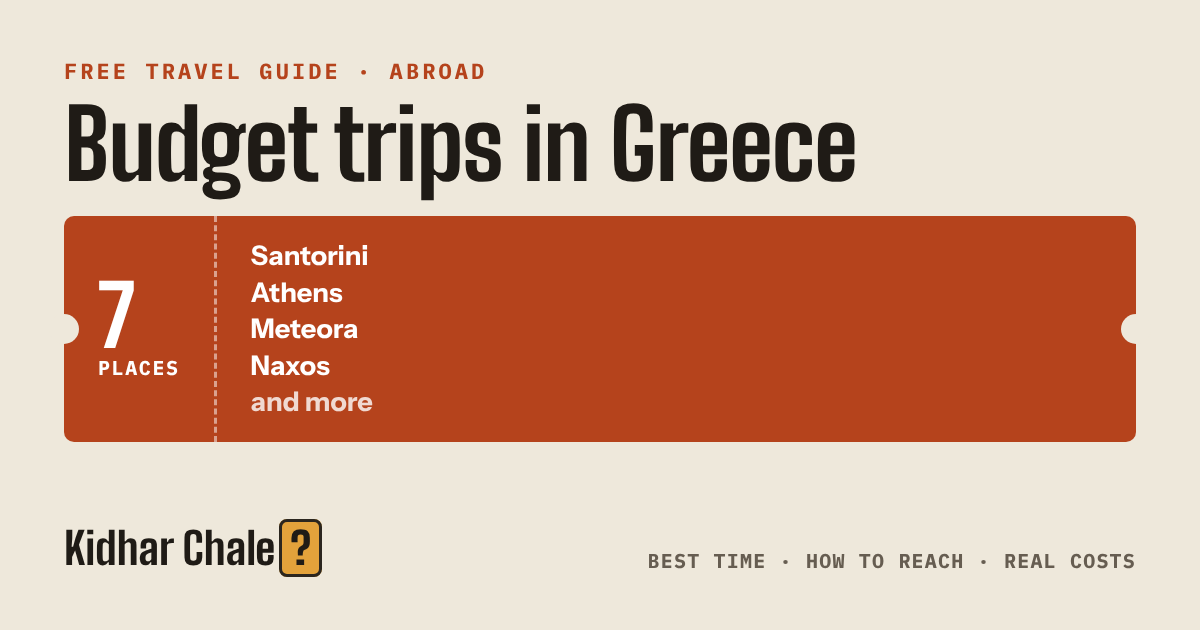 FREE TRAVEL GUIDE · ABROAD
Budget trips in Greece
7
PLACES
Santorini
Athens
Meteora
Naxos
and more
Kidhar Chale ?
BEST TIME · HOW TO REACH · REAL COSTS